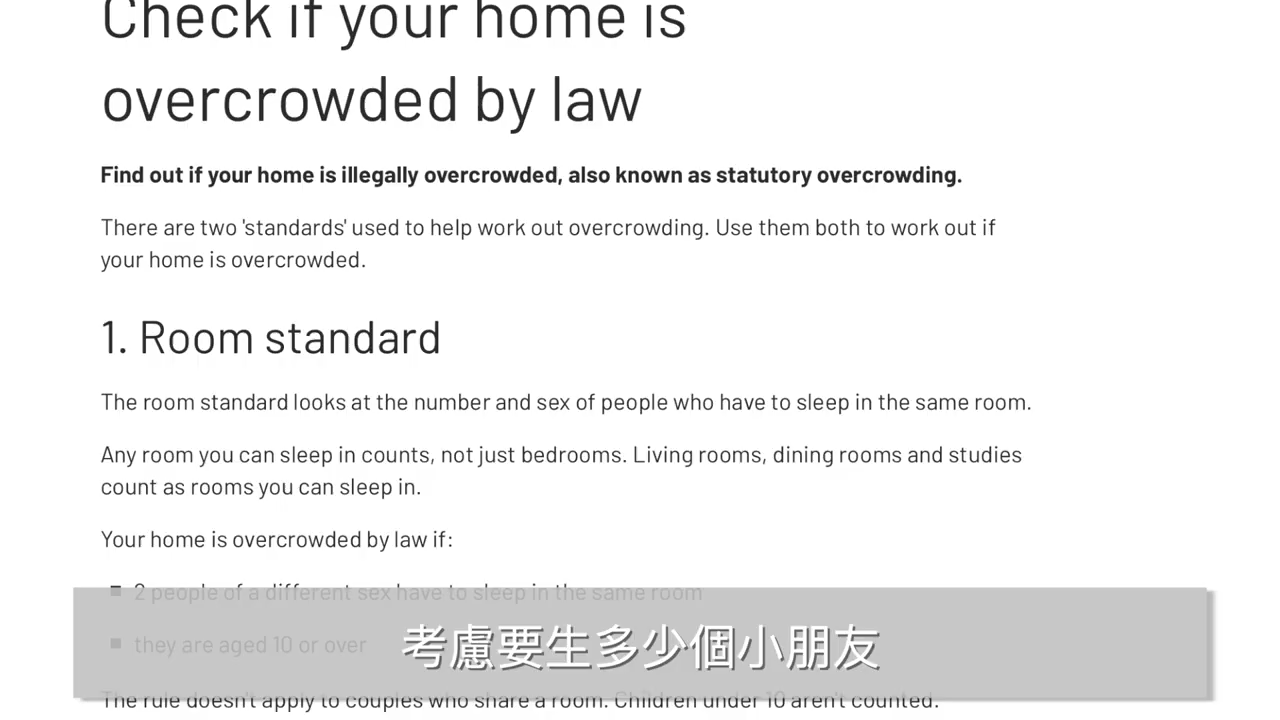 Check if your home is
overcrowded by law
Find out if your home is illegally overcrowded, also known as statutory overcrowding.
There are two 'standards' used to help work out overcrowding. Use them both to work out if
your home is overcrowded.
1. Room standard
The room standard looks at the number and sex of people who have to sleep in the same room.
Any room you can sleep in counts, not just bedrooms. Living rooms, dining rooms and studies
count as rooms you can sleep in.
Your home is overcrowded by law if:
2 people of a different sex have to sleep in the same room
they are aged 10 or over
考慮要生多少個小朋友
The rule doesn't apply to couples who share a room. Children under 10 aren't counted.